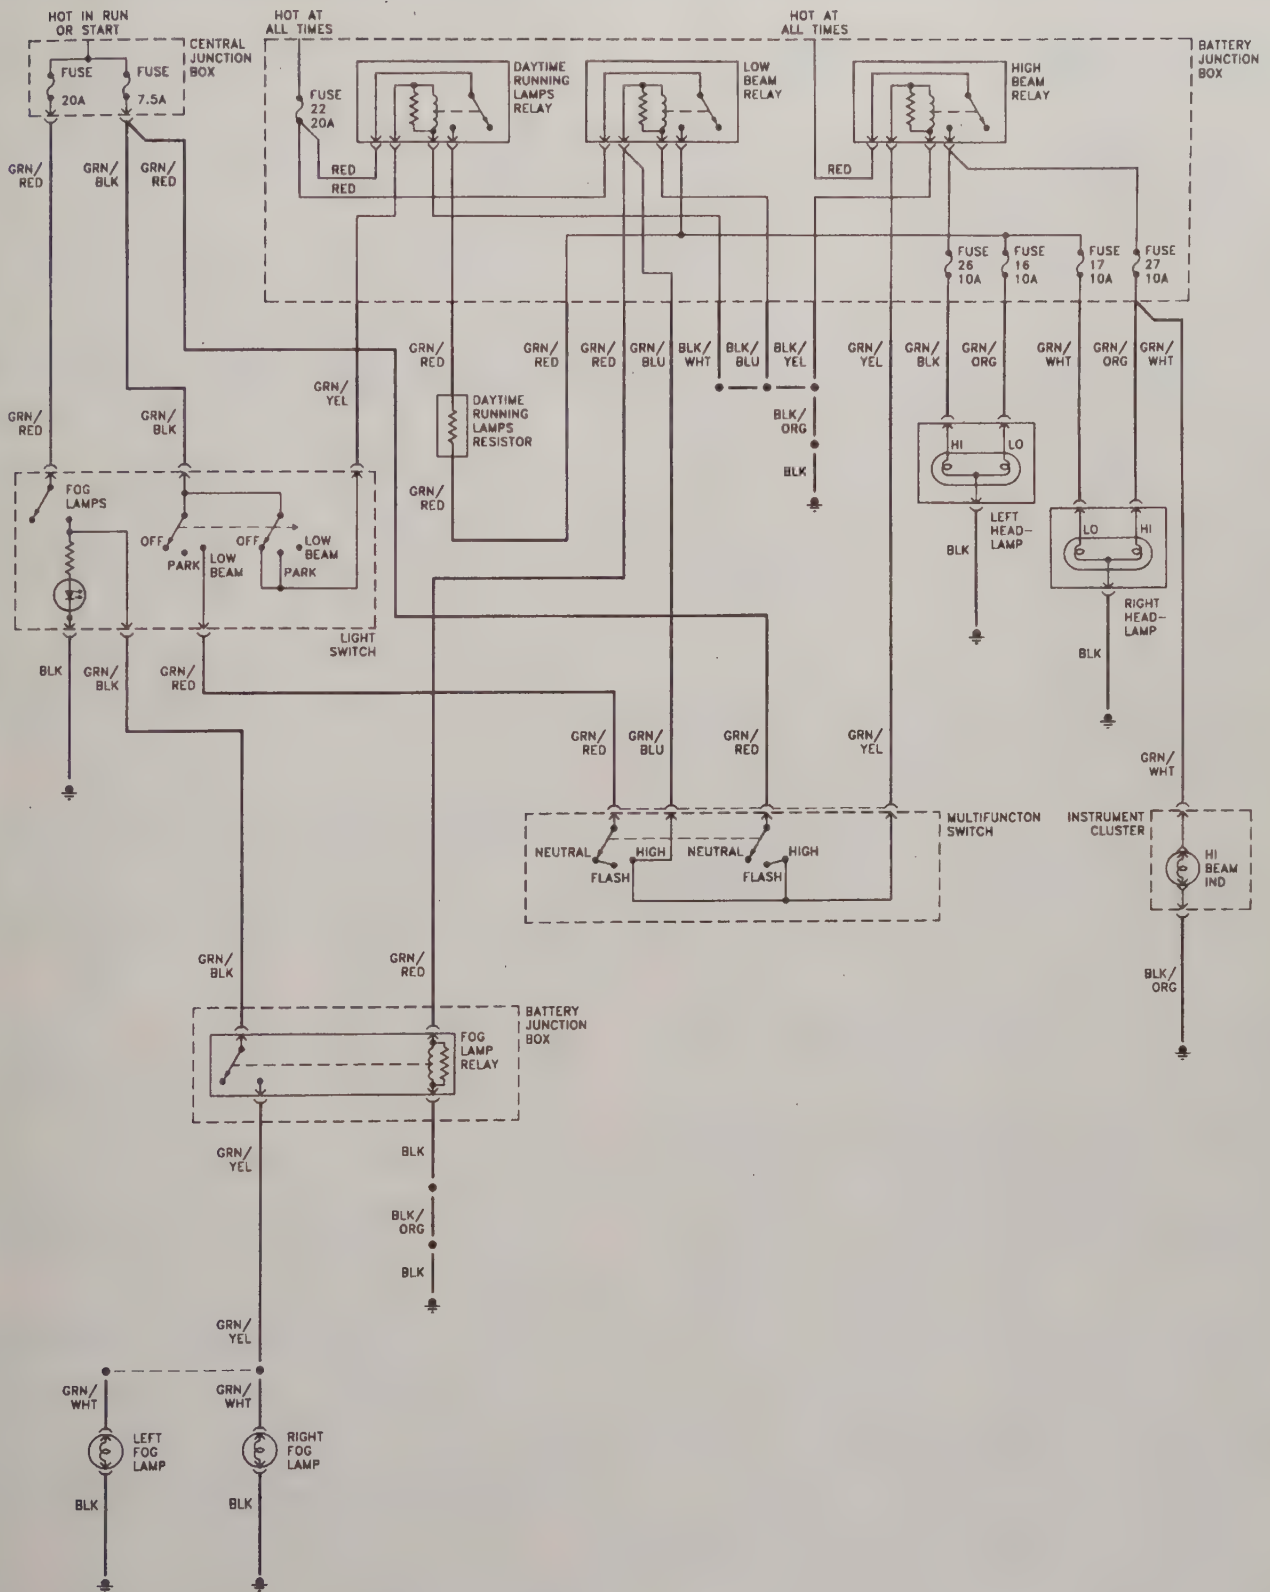 HOT IN RUN
OR START
HOT AT
ALL TIMES
HOT AT
ALL TIMES
CENTRAL
JUNCTION
BOX
FUSE
20A
FUSE
7.5A
BATTERY
JUNCTION
BOX
FUSE
22
20A
DAYTIME
RUNNING
LAMPS
RELAY
LOW
BEAM
RELAY
HIGH
BEAM
RELAY
GRN/
RED
GRN/
BLK
GRN/
RED
RED
RED
RED
FUSE
26
10A
FUSE
16
10A
FUSE
17
10A
FUSE
27
10A
GRN/
RED
GRN/
RED
GRN/
RED
GRN/
BLU
BLK/
WHT
BLK/
BLU
BLK/
YEL
GRN/
YEL
GRN/
BLK
GRN/
ORG
GRN/
WHT
GRN/
ORG
GRN/
WHT
GRN/
YEL
GRN/
RED
GRN/
BLK
DAYTIME
RUNNING
LAMPS
RESISTOR
BLK/
ORG
BLK
GRN/
RED
HI
LO
LEFT
HEAD-
LAMP
BLK
LO
HI
RIGHT
HEAD-
LAMP
BLK
FOG
LAMPS
OFF
PARK
LOW
BEAM
OFF
PARK
LOW
BEAM
LIGHT
SWITCH
BLK
GRN/
BLK
GRN/
RED
GRN/
RED
GRN/
BLU
GRN/
RED
GRN/
YEL
GRN/
WHT
NEUTRAL
HIGH
FLASH
NEUTRAL
HIGH
FLASH
MULTIFUNCTON
SWITCH
INSTRUMENT
CLUSTER
HI
BEAM
IND
BLK/
ORG
GRN/
BLK
GRN/
RED
BATTERY
JUNCTION
BOX
FOG
LAMP
RELAY
GRN/
YEL
BLK
BLK/
ORG
BLK
GRN/
YEL
GRN/
WHT
GRN/
WHT
LEFT
FOG
LAMP
RIGHT
FOG
LAMP
BLK
BLK